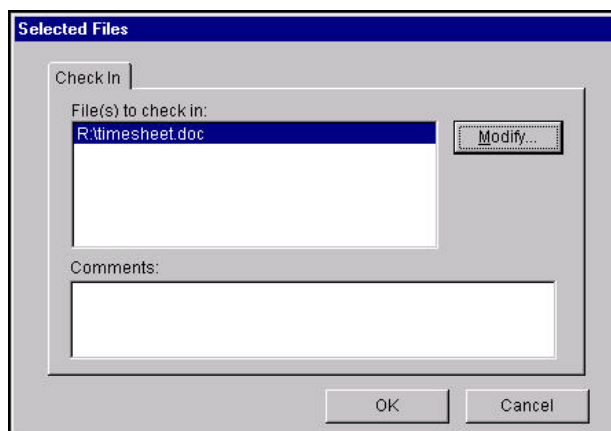 Selected Files
Check In
File(s) to check in:
R:\timesheet.doc
Modify...
Comments:
OK
Cancel